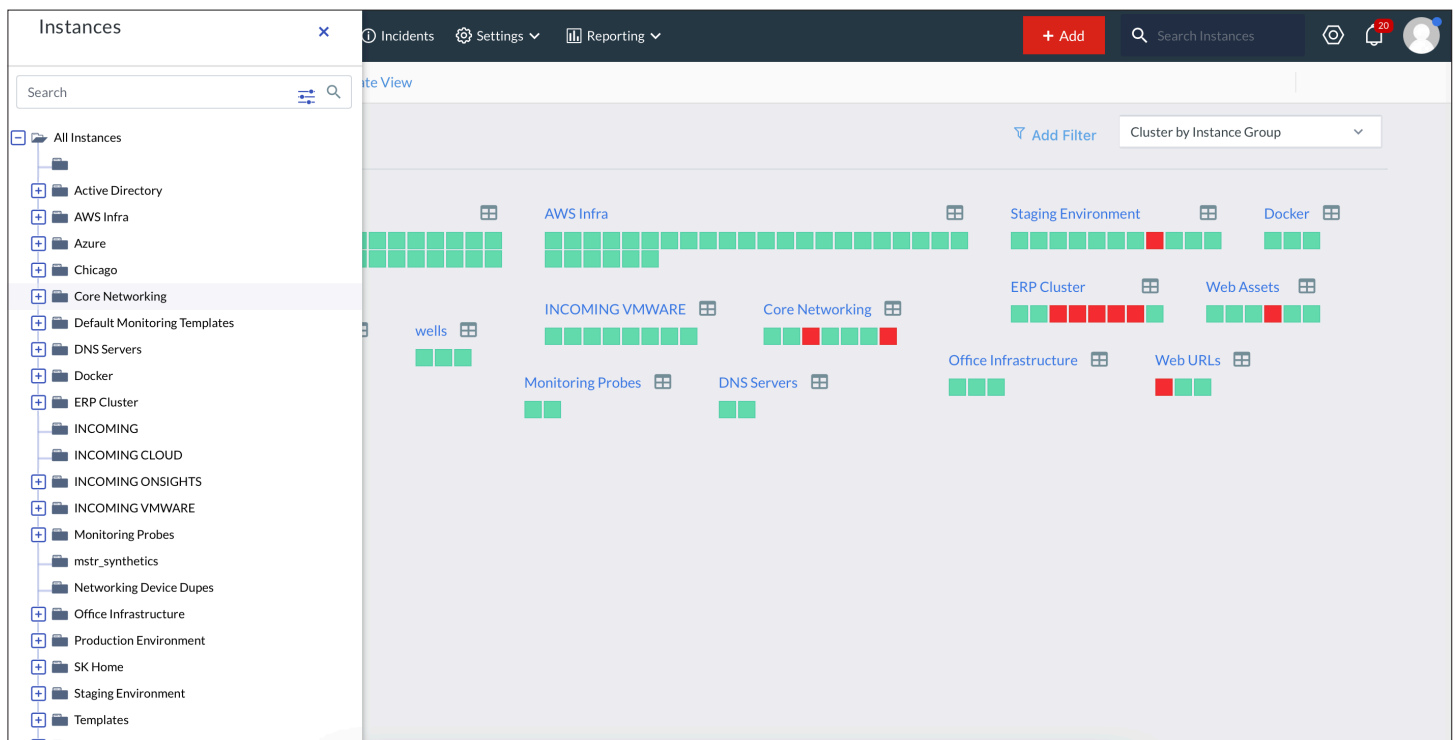 Instances
Incidents
Settings
Reporting
+ Add
Search Instances
20
Search
All Instances
Active Directory
AWS Infra
Azure
Chicago
Core Networking
Default Monitoring Templates
DNS Servers
Docker
ERP Cluster
INCOMING
INCOMING CLOUD
INCOMING ONSIGHTS
INCOMING VMWARE
Monitoring Probes
mstr_synthetics
Networking Device Dupes
Office Infrastructure
Production Environment
SK Home
Staging Environment
Templates
View
Add Filter
Cluster by Instance Group
AWS Infra
Staging Environment
Docker
ERP Cluster
Web Assets
INCOMING VMWARE
Core Networking
wells
Office Infrastructure
Web URLs
Monitoring Probes
DNS Servers